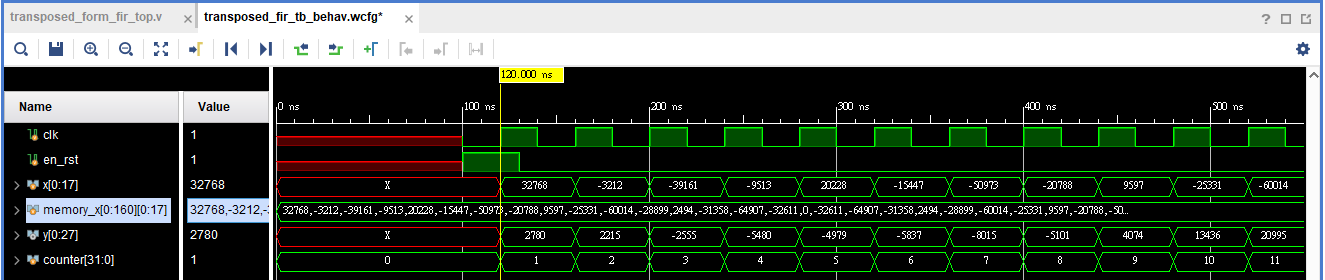 transposed_form_fir_top.v × transposed_fir_tb_behav.wcfg* ×
? 
120.000 ns
Name Value
0 ns 100 ns 200 ns 300 ns 400 ns 500 ns
clk 1
en_rst 1
x[0:17] 32768 X 32768 -3212 -39161 -9513 20228 -15447 -50973 -20788 9597 -25331 -60014
memory_x[0:160][0:17] 32768,-3212,- 32768,-3212,-39161,-9513,20228,-15447,-50973,-20788,9597,-25331,-60014,-28899,2494,-31358,-64907,-32611,0,-32611,-64907,-31358,2494,-28899,-60014,-25331,9597,-20788,-50...
y[0:27] 2780 X 2780 2215 -2555 -5480 -4979 -5837 -8015 -5101 4074 13436 20995
counter[31:0] 1 0 1 2 3 4 5 6 7 8 9 10 11